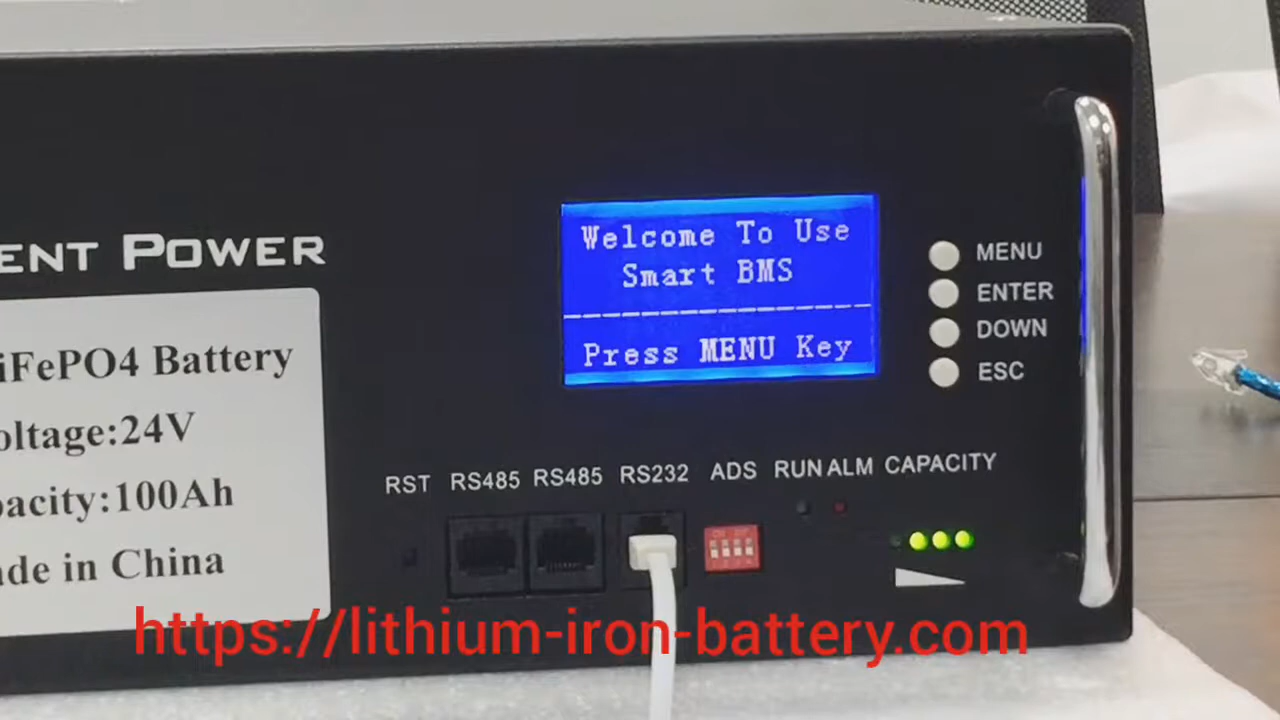 ENT POWER
iFePO4 Battery
oltage:24V
pacity:100Ah
de in China
Welcome To Use
Smart BMS
Press MENU Key
MENU
ENTER
DOWN
ESC
RST RS485 RS485 RS232 ADS RUN ALM CAPACITY
https://lithium-iron-battery.com